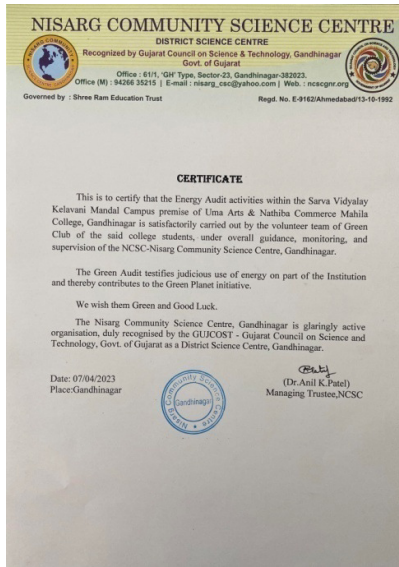 NISARG COMMUNITY SCIENCE CENTRE
DISTRICT SCIENCE CENTRE
Recognized by Gujarat Council on Science & Technology, Gandhinagar
Govt. of Gujarat
Office : 61/1, 'GH' Type, Sector-23, Gandhinagar-382023.
Office (M) : 94266 35215 | E-mail : nisarg_csc@yahoo.com | Web. : ncscgnr.org
Governed by : Shree Ram Education Trust
Regd. No. E-9162/Ahmedabad/13-10-1992
CERTIFICATE
This is to certify that the Energy Audit activities within the Sarva Vidyalay
Kelavani Mandal Campus premise of Uma Arts & Nathiba Commerce Mahila
College, Gandhinagar is satisfactorily carried out by the volunteer team of Green
Club of the said college students, under overall guidance, monitoring, and
supervision of the NCSC-Nisarg Community Science Centre, Gandhinagar.
The Green Audit testifies judicious use of energy on part of the Institution
and thereby contributes to the Green Planet initiative.
We wish them Green and Good Luck.
The Nisarg Community Science Centre, Gandhinagar is glaringly active
organisation, duly recognised by the GUJCOST - Gujarat Council on Science and
Technology, Govt. of Gujarat as a District Science Centre, Gandhinagar.
Date: 07/04/2023
Place:Gandhinagar
Nisarg Community Science Centre
Gandhinagar
(Dr.Anil K.Patel)
Managing Trustee,NCSC